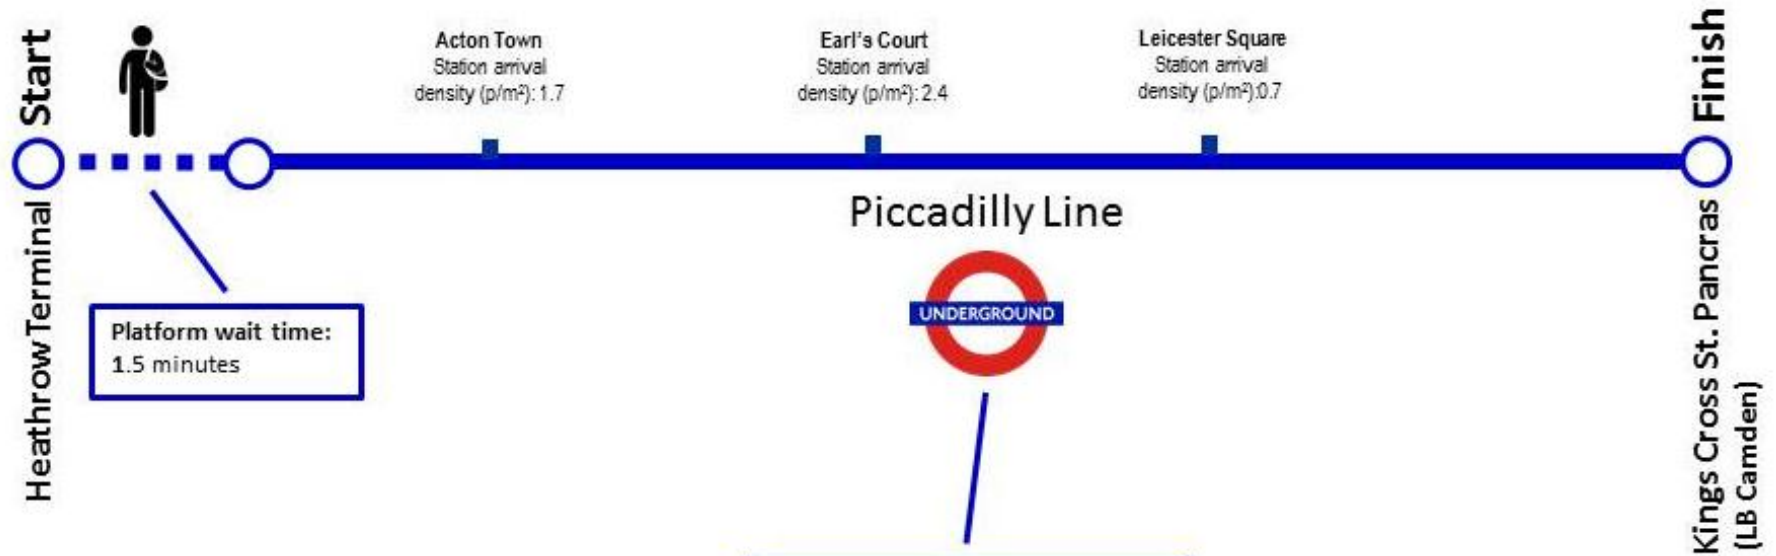 Start
Heathrow Terminal
Acton Town
Station arrival
density (p/m²): 1.7
Earl's Court
Station arrival
density (p/m²): 2.4
Leicester Square
Station arrival
density (p/m²):0.7
Finish
Kings Cross St. Pancras
(LB Camden)
Piccadilly Line
UNDERGROUND
Platform wait time:
1.5 minutes